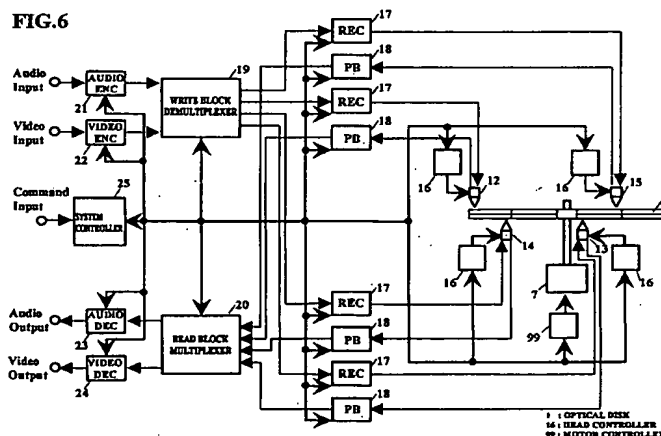 FIG.6
Audio Input
AUDIO ENC
21
Video Input
VIDEO ENC
22
Command Input
SYSTEM CONTROLLER
25
Audio Output
AUDIO DEC
23
Video Output
VIDEO DEC
24
19
WRITE BLOCK DEMULTIPLEXER
20
READ BLOCK MULTIPLEXER
17
REC
18
PB
17
REC
18
PB
17
REC
18
PB
17
REC
18
PB
16
12
16
15
14
13
16
16
7
99
1 : OPTICAL DISK
16 : HEAD CONTROLLER
99 : MOTOR CONTROLLER